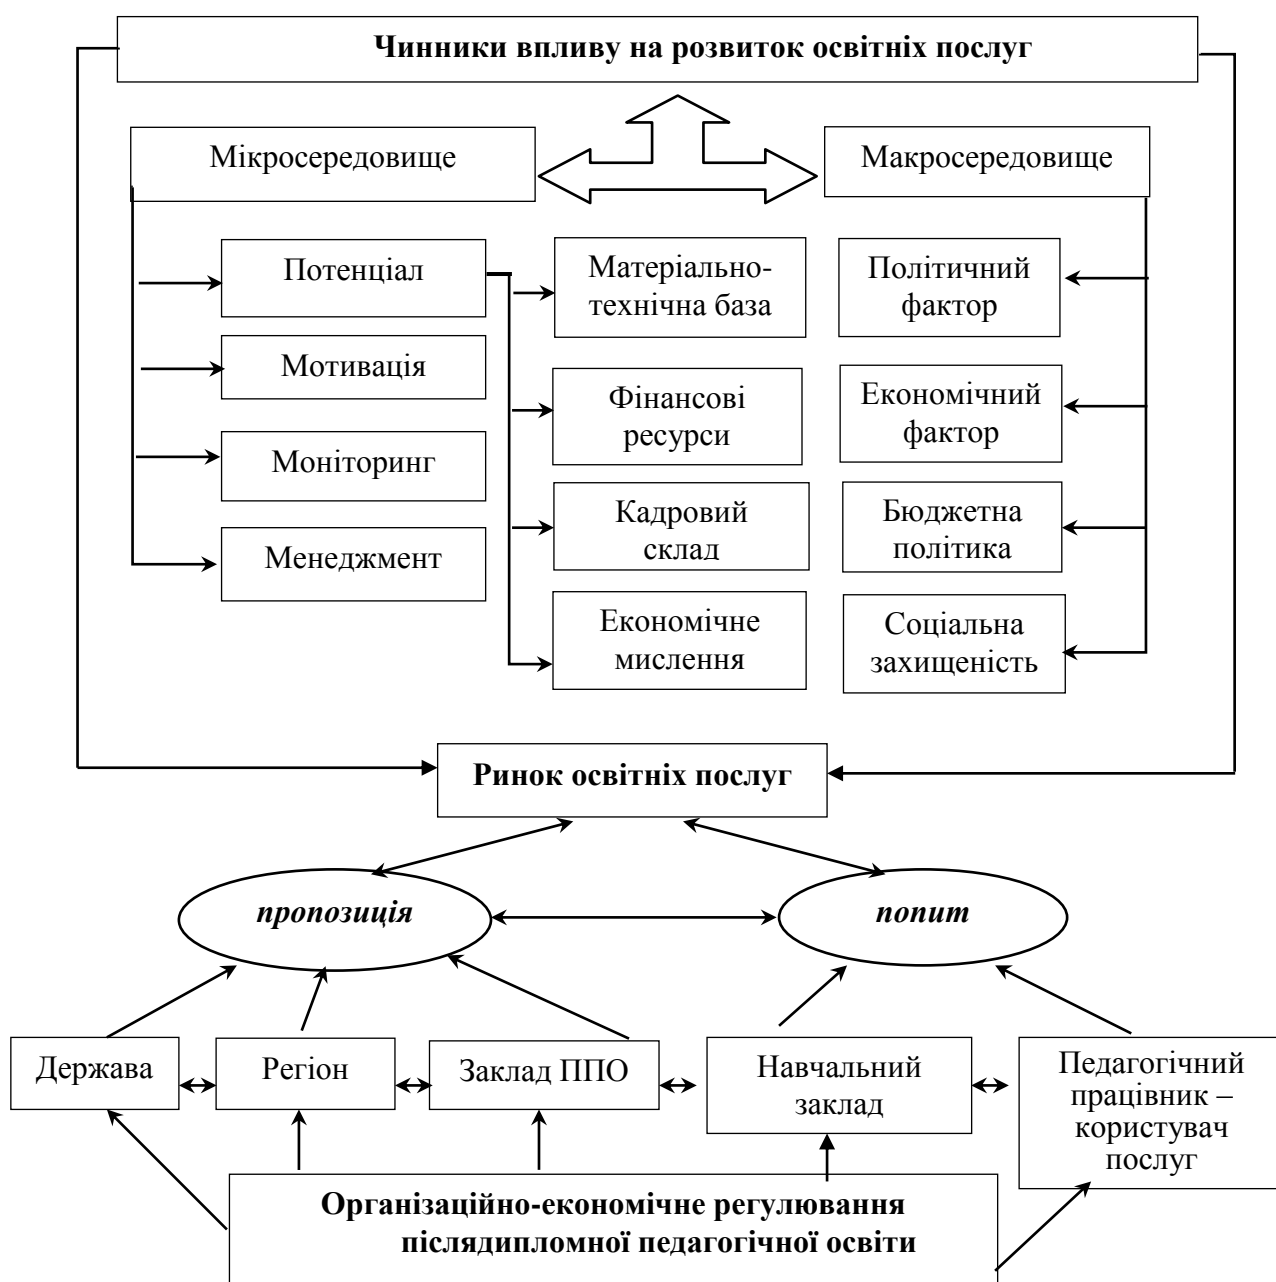 Чинники впливу на розвиток освітніх послуг
Мікросередовище
Макросередовище
Потенціал
Мотивація
Моніторинг
Менеджмент
Матеріально-
технічна база
Фінансові
ресурси
Кадровий
склад
Економічне
мислення
Політичний
фактор
Економічний
фактор
Бюджетна
політика
Соціальна
захищеність
Ринок освітніх послуг
пропозиція
попит
Держава
Регіон
Заклад ППО
Навчальний
заклад
Педагогічний
працівник –
користувач
послуг
Організаційно-економічне регулювання
післядипломної педагогічної освіти